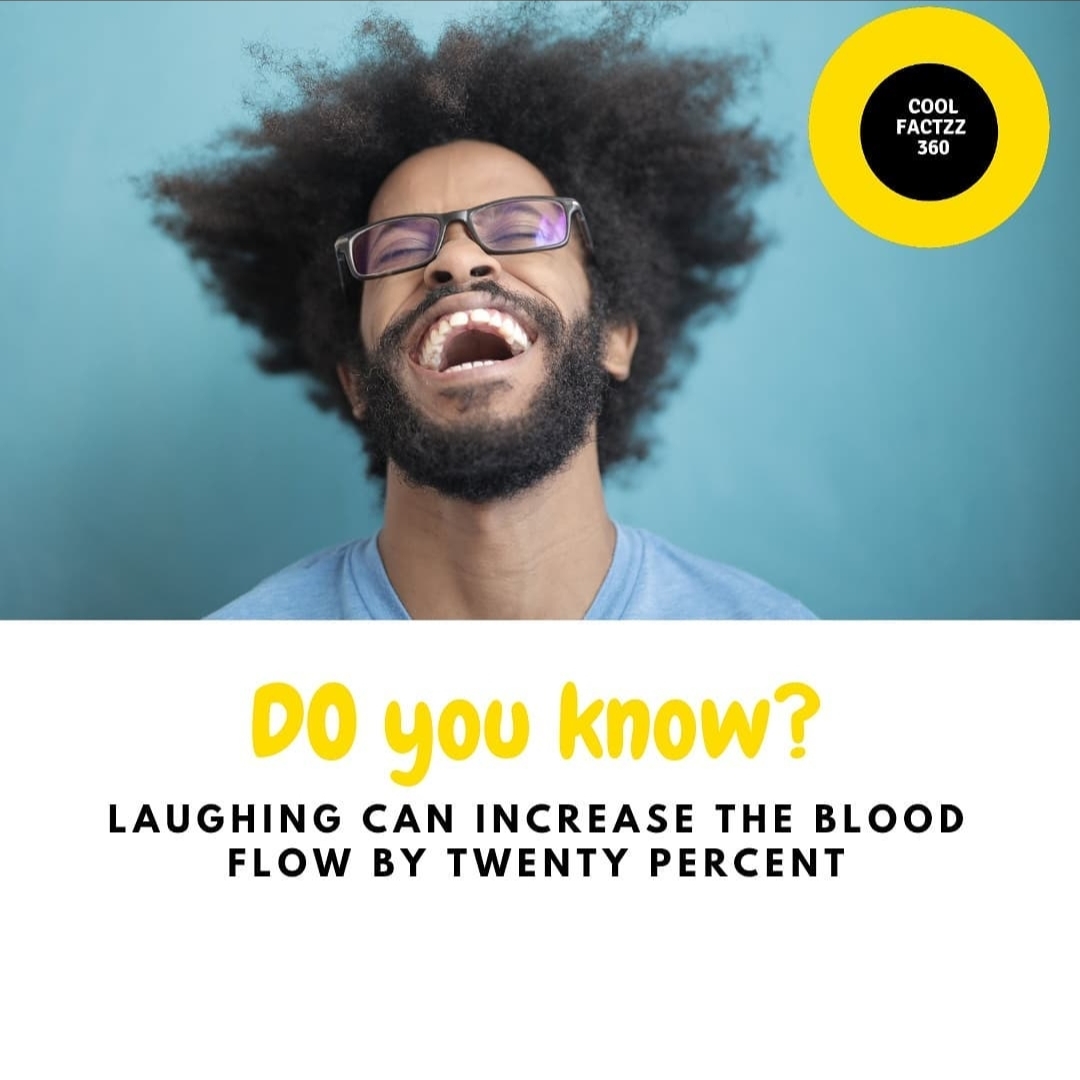 COOL
FACTZZ
360
DO you know?
LAUGHING CAN INCREASE THE BLOOD
FLOW BY TWENTY PERCENT